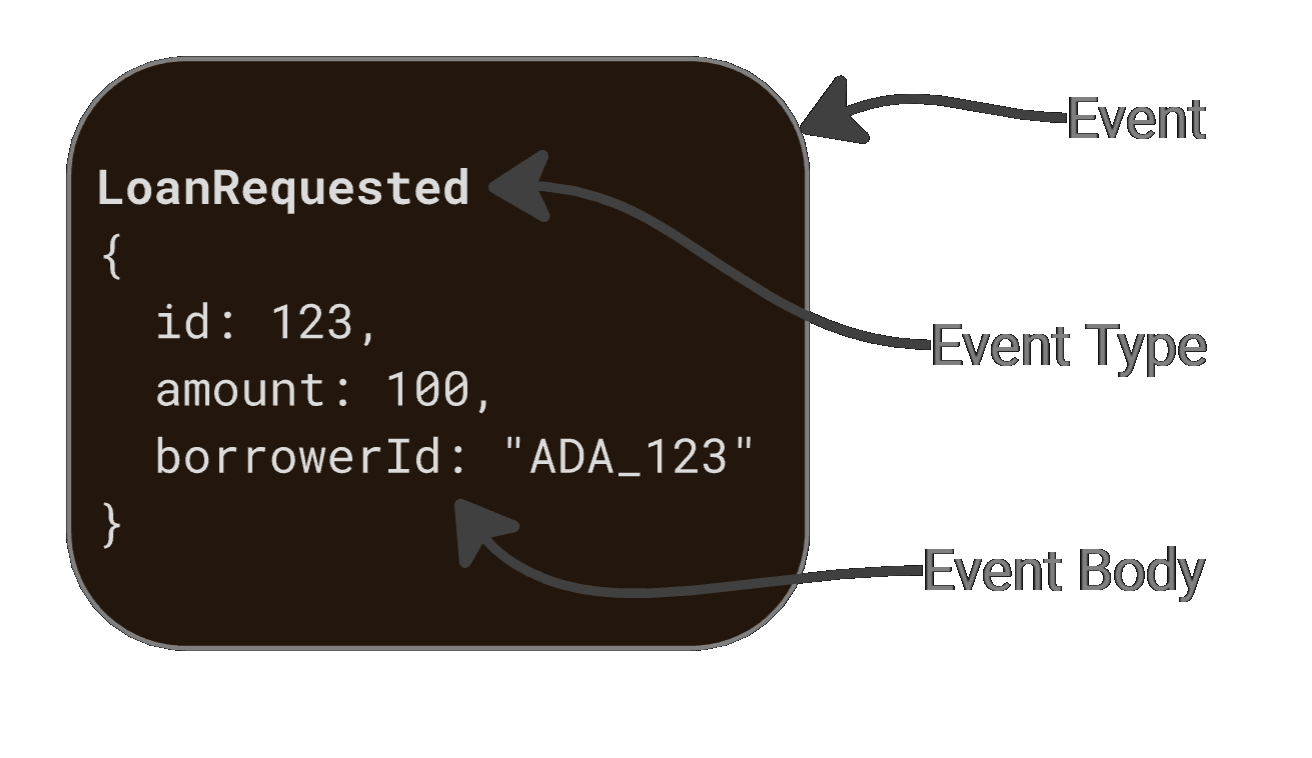 Event
LoanRequested
{
id: 123,
Event Type
amount: 100,
borrowerId: "ADA_123"
}
Event Body